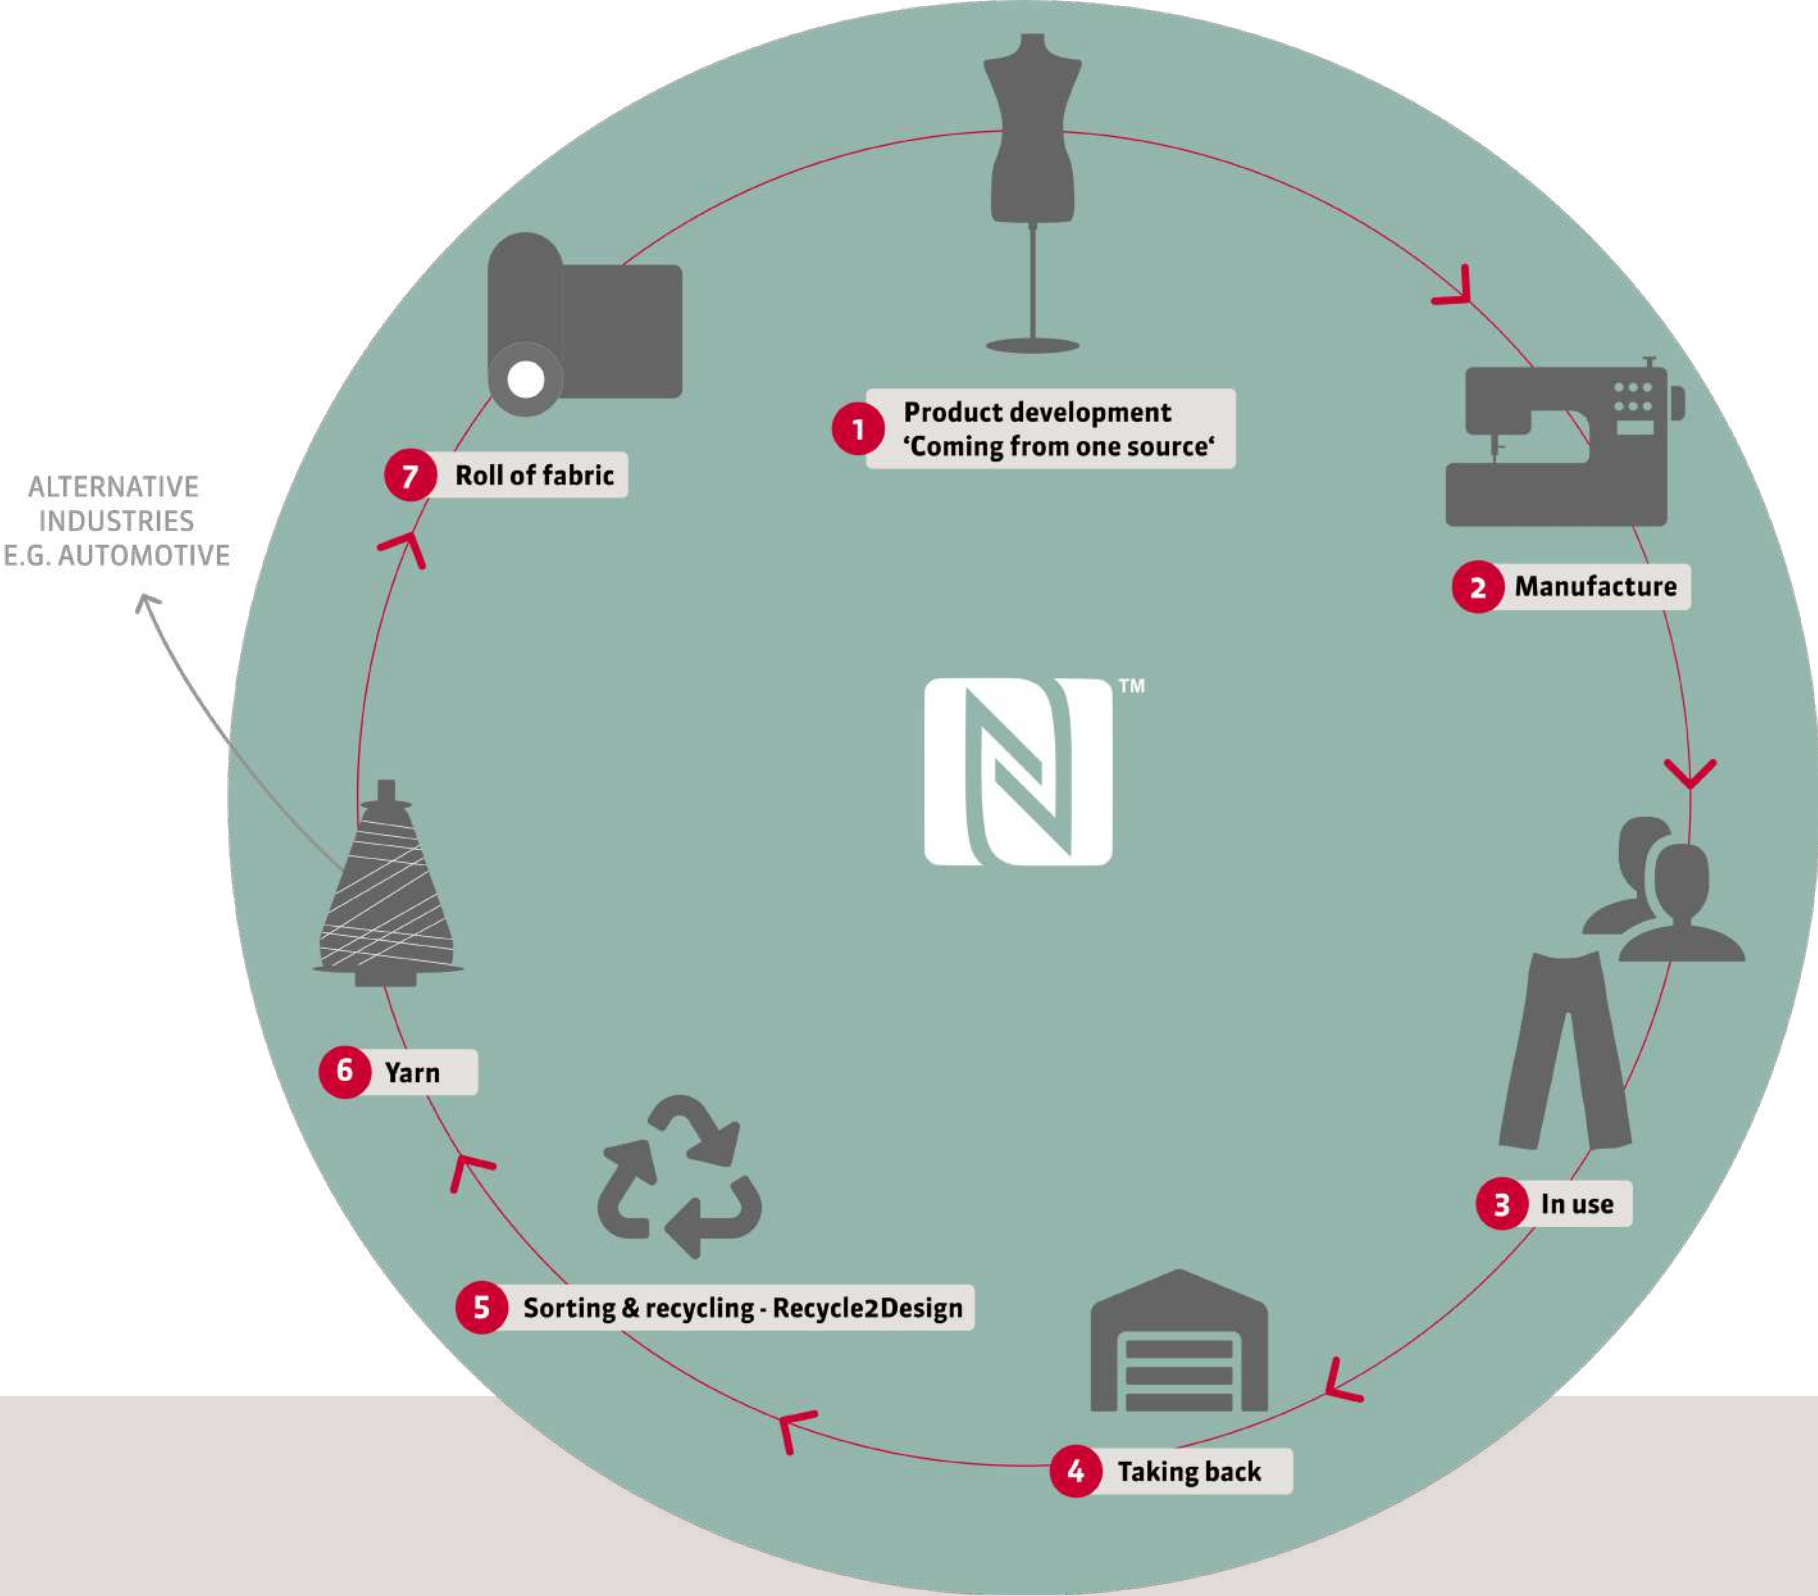 1
Product development
‘Coming from one source‘
2
Manufacture
3
In use
4
Taking back
5
Sorting & recycling - Recycle2Design
6
Yarn
7
Roll of fabric
ALTERNATIVE
INDUSTRIES
E.G. AUTOMOTIVE
N
TM